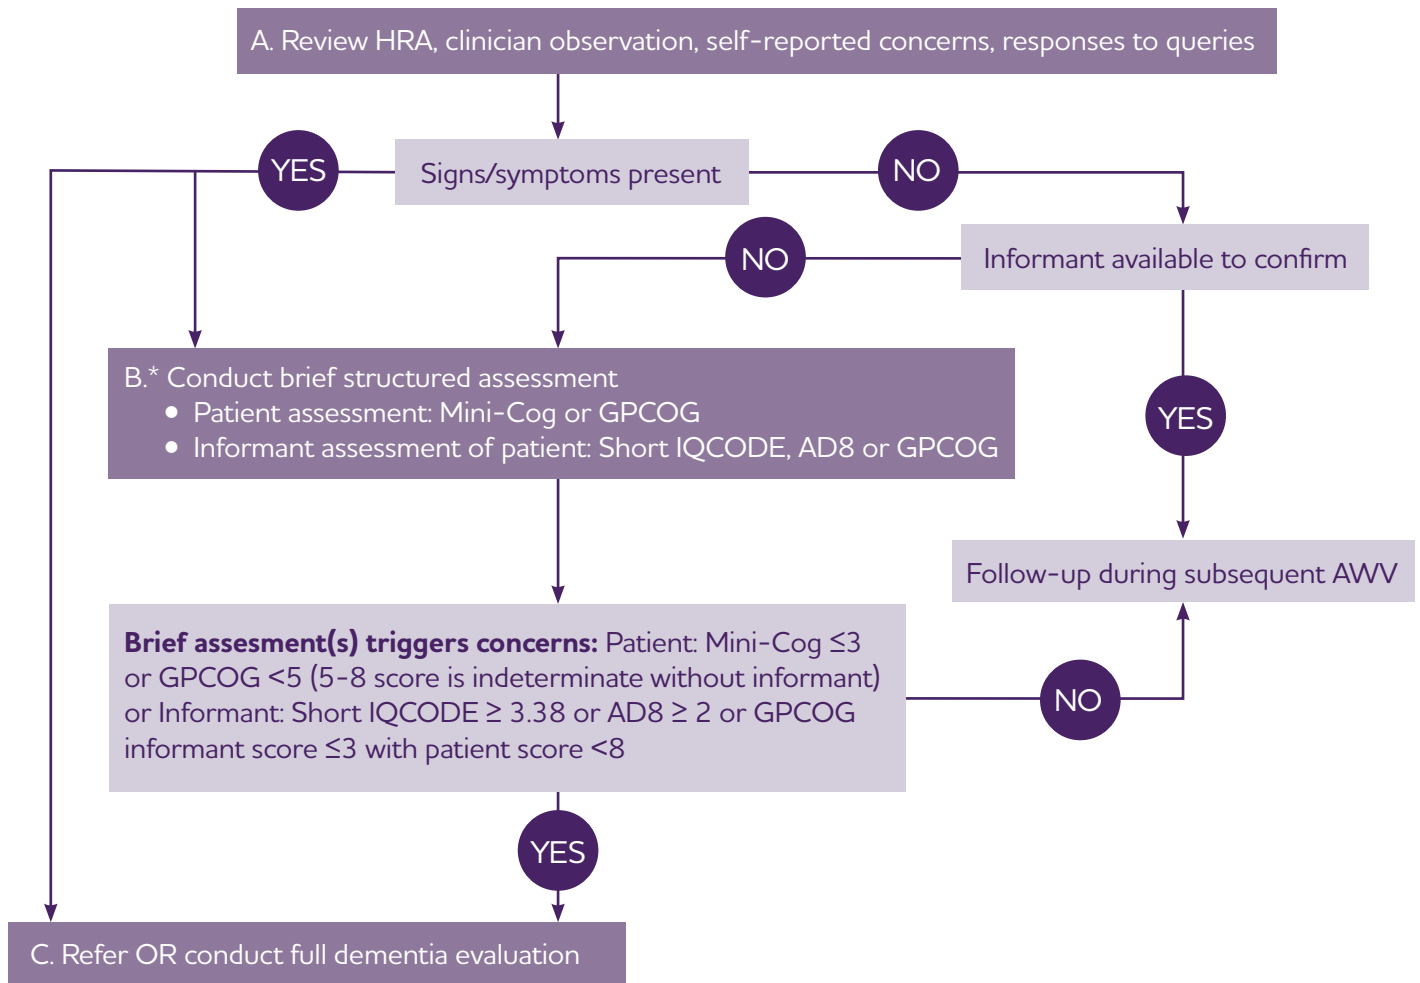 A. Review HRA, clinician observation, self-reported concerns, responses to queries
YES
Signs/symptoms present
NO
NO
Informant available to confirm
B.* Conduct brief structured assessment
• Patient assessment: Mini-Cog or GPCOG
• Informant assessment of patient: Short IQCODE, AD8 or GPCOG
YES
Follow-up during subsequent AWV
Brief assesment(s) triggers concerns: Patient: Mini-Cog ≤3
or GPCOG <5 (5-8 score is indeterminate without informant)
or Informant: Short IQCODE ≥ 3.38 or AD8 ≥ 2 or GPCOG
informant score ≤3 with patient score <8
NO
YES
C. Refer OR conduct full dementia evaluation